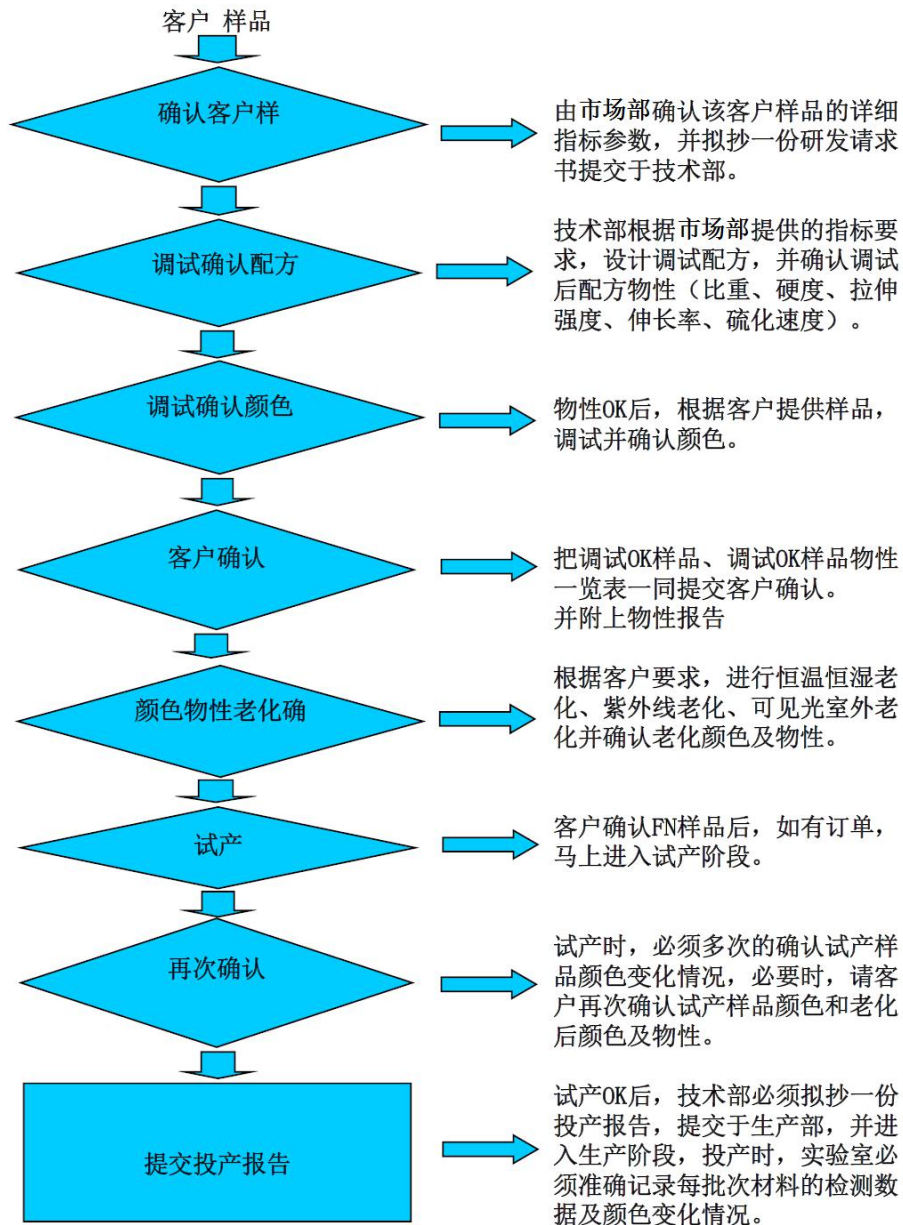 客户 样品
确认客户样
由市场部确认该客户样品的详细
指标参数，并拟抄一份研发请求
书提交于技术部。
调试确认配方
技术部根据市场部提供的指标要
求，设计调试配方，并确认调试
后配方物性（比重、硬度、拉伸
强度、伸长率、硫化速度）。
调试确认颜色
物性OK后，根据客户提供样品，
调试并确认颜色。
客户确认
把调试OK样品、调试OK样品物性
一览表一同提交客户确认。
并附上物性报告
颜色物性老化确
根据客户要求，进行恒温恒湿老
化、紫外线老化、可见光室外老
化并确认老化颜色及物性。
试产
客户确认FN样品后，如有订单，
马上进入试产阶段。
再次确认
试产时，必须多次的确认试产样
品颜色变化情况，必要时，请客
户再次确认试产样品颜色和老化
后颜色及物性。
提交投产报告
试产OK后，技术部必须拟抄一份
投产报告，提交于生产部，并进
入生产阶段，投产时，实验室必
须准确记录每批次材料的检测数
据及颜色变化情况。